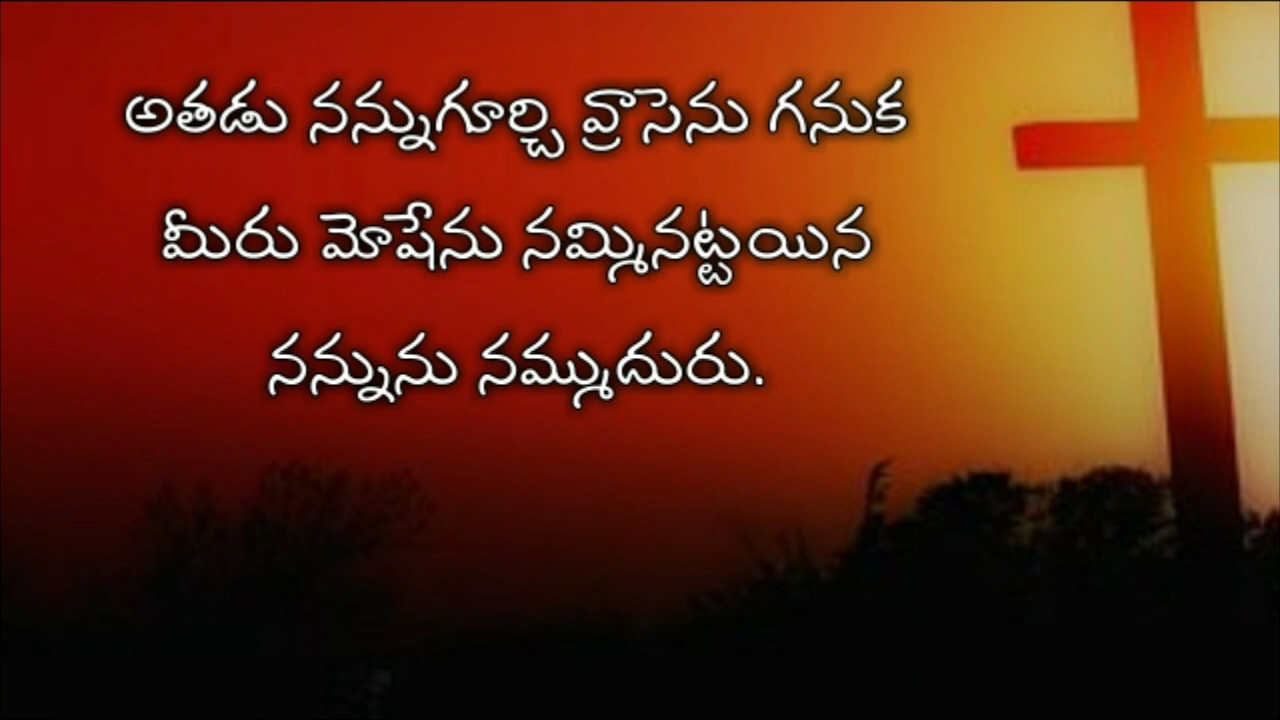 అతడు నన్నుగూర్చి వ్రాసెను గనుక
మీరు మోషేను నమ్మినట్టయిన
నన్నును నమ్ముదురు.